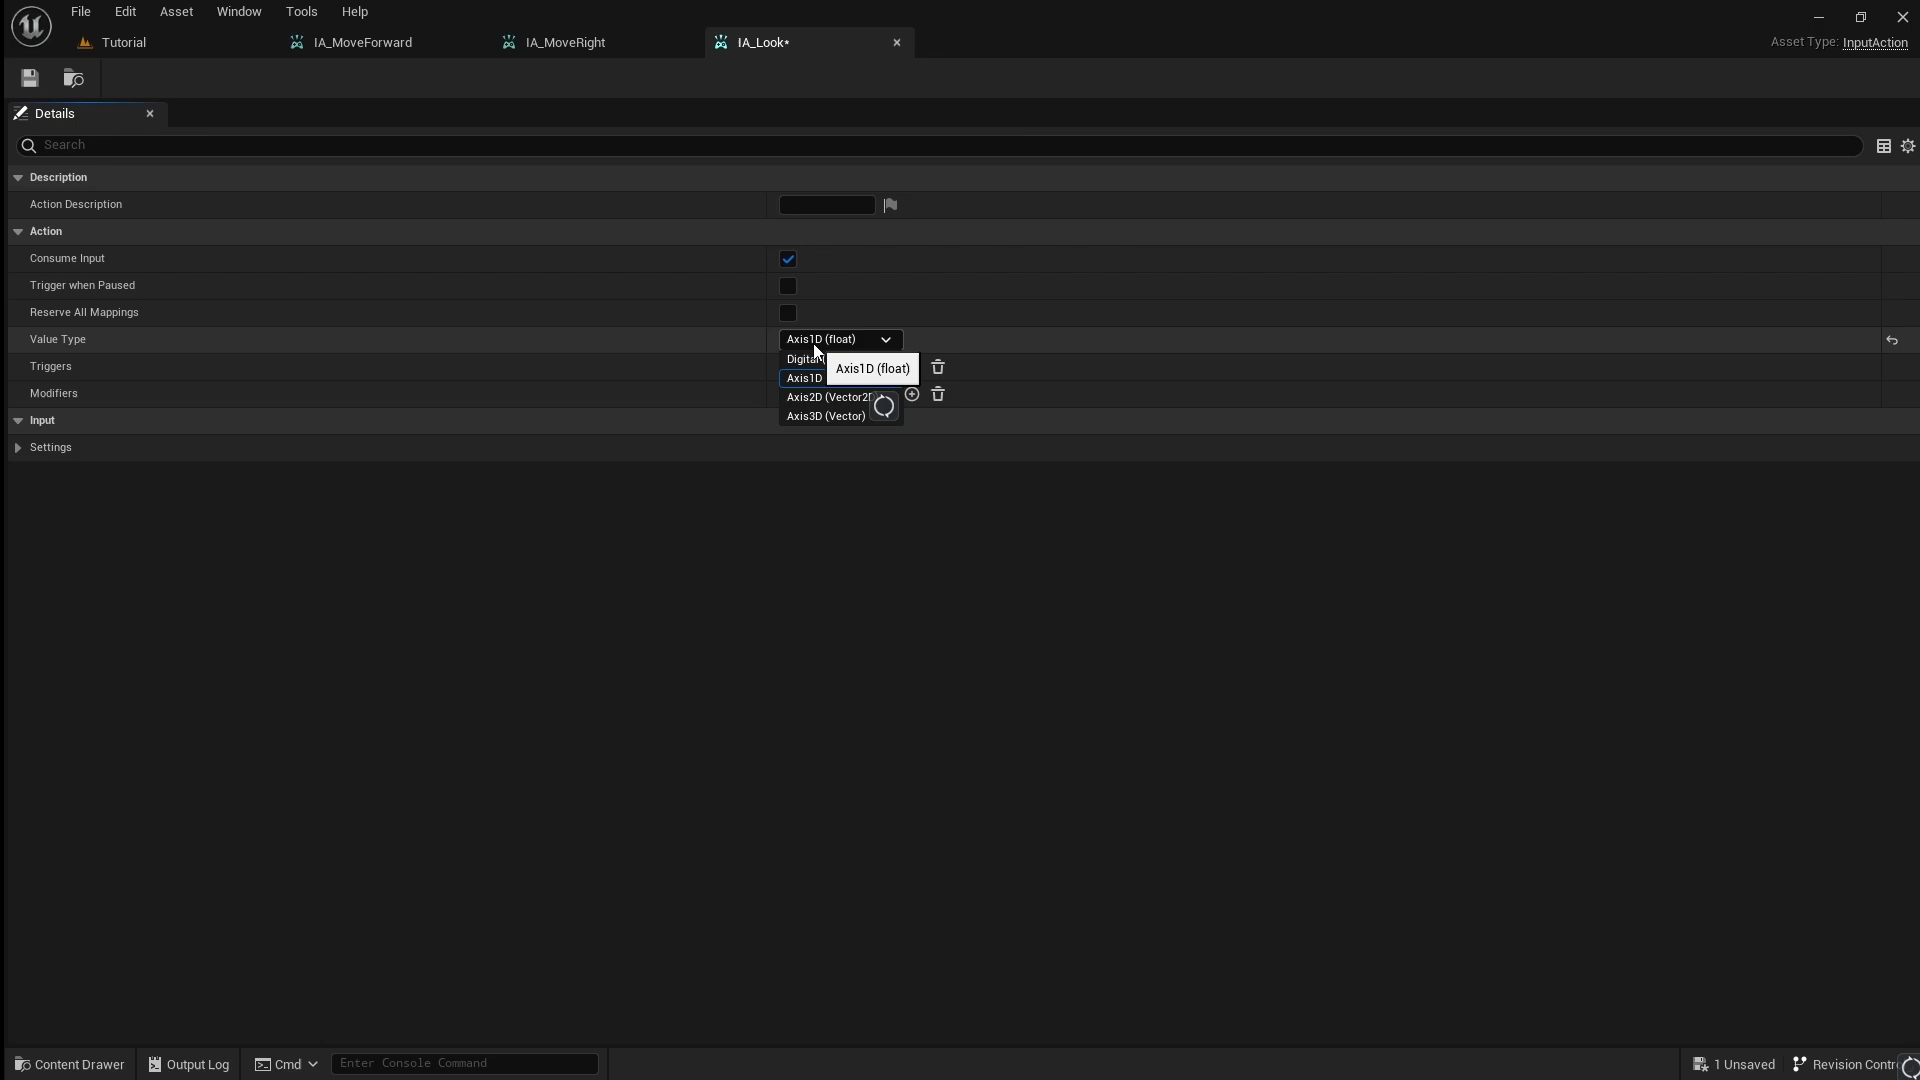 File Edit Asset Window Tools Help
Tutorial IA_MoveForward IA_MoveRight IA_Look* Asset Type: InputAction
Details
Search
Description
Action Description
Action
Consume Input
Trigger when Paused
Reserve All Mappings
Value Type Axis1D (float)
Triggers Digital Axis1D (float)
Axis1D
Modifiers Axis2D (Vector2D
Axis3D (Vector)
Input
Settings
Content Drawer Output Log Cmd Enter Console Command 1 Unsaved Revision Contr